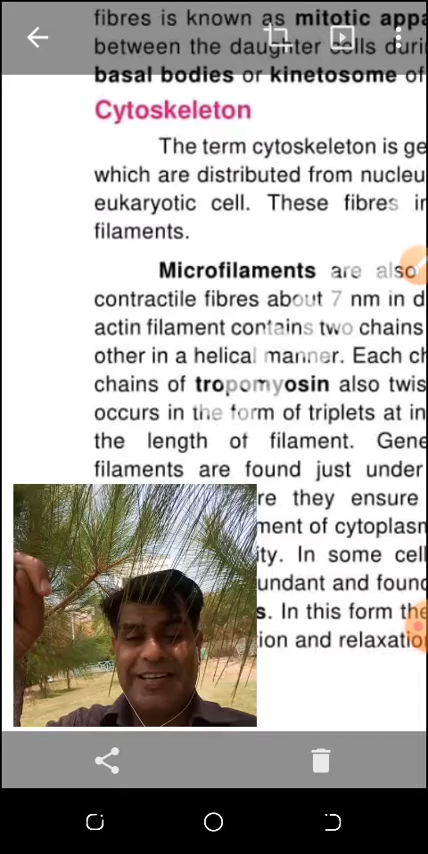 fibres is known as mitotic appa
between the daughter cells duri
basal bodies or kinetosome of
Cytoskeleton
The term cytoskeleton is ge
which are distributed from nucleu
eukaryotic cell. These fibres in
filaments.
Microfilaments are also
contractile fibres about 7 nm in d
actin filament contains two chains
other in a helical manner. Each ch
chains of tropomyosin also twis
occurs in the form of triplets at in
the length of filament. Gene
filaments are found just under
re they ensure
ment of cytoplasm
ity. In some cell
undant and found
s. In this form the
ion and relaxatio